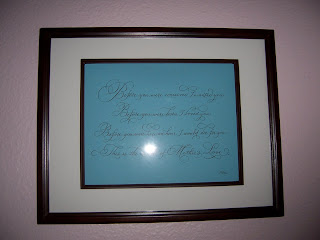 Before you were conceived I wanted you
Before you were born I loved you
Before you were an hour I would die for you
This is the of Mother's Love